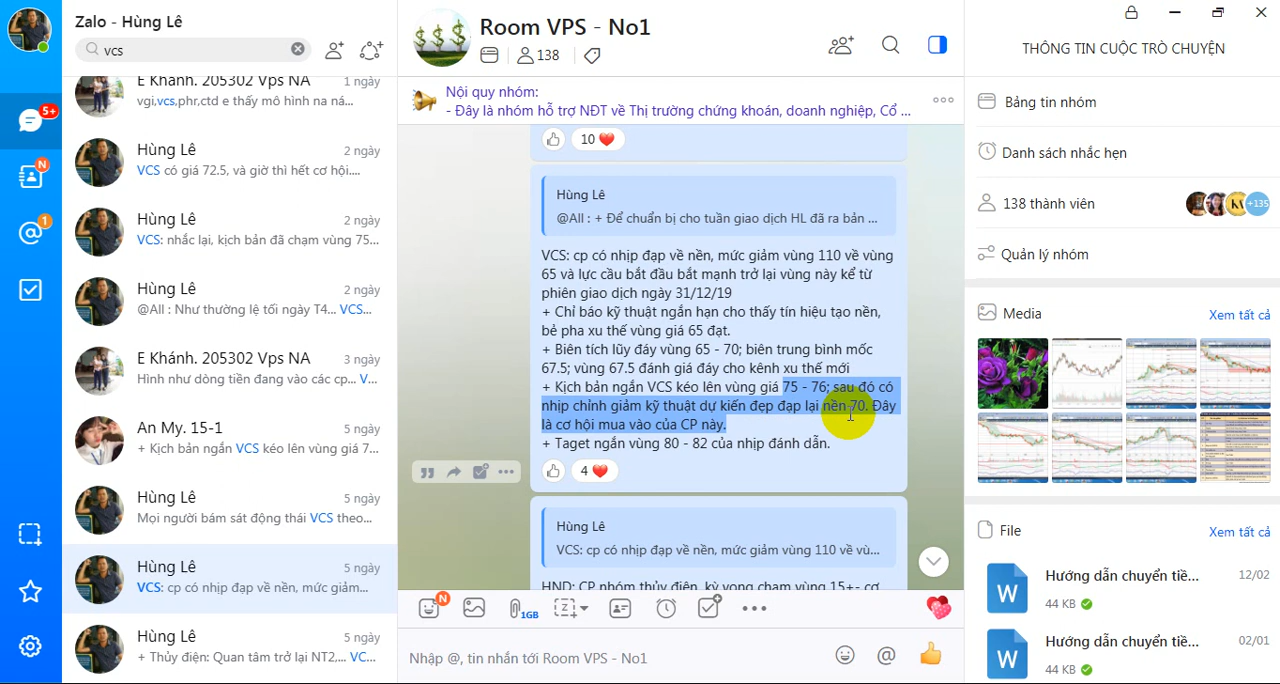 Zalo - Hùng Lê
vcs
5+
N
1
E Khánh. 205302 Vps NA
1 ngày
vgi,vcs,phr,ctd e thấy mô hình na ná...
Hùng Lê
2 ngày
VCS có giá 72.5, và giờ thì hết cơ hội....
Hùng Lê
2 ngày
VCS: nhắc lại, kịch bản đã chạm vùng 75...
Hùng Lê
2 ngày
@All : Như thường lệ tối ngày T4... VCS...
E Khánh. 205302 Vps NA
3 ngày
Hình như dòng tiền đang vào các cp... V...
An My. 15-1
5 ngày
+ Kịch bản ngắn VCS kéo lên vùng giá 7...
Hùng Lê
5 ngày
Mọi người bám sát động thái VCS theo...
Hùng Lê
5 ngày
VCS: cp có nhịp đạp về nền, mức giảm...
Hùng Lê
5 ngày
+ Thủy điện: Quan tâm trở lại NT2,... VC...
Room VPS - No1
138
Nội quy nhóm:
- Đây là nhóm hỗ trợ NĐT về Thị trường chứng khoán, doanh nghiệp, Cổ ...
10
Hùng Lê
@All : + Để chuẩn bị cho tuần giao dịch HL đã ra bản ...
VCS: cp có nhịp đạp về nền, mức giảm vùng 110 về vùng
65 và lực cầu bắt đầu bắt mạnh trở lại vùng này kể từ
phiên giao dịch ngày 31/12/19
+ Chỉ báo kỹ thuật ngắn hạn cho thấy tín hiệu tạo nền,
bẻ pha xu thế vùng giá 65 đạt.
+ Biên tích lũy đáy vùng 65 - 70; biên trung bình mốc
67.5; vùng 67.5 đánh giá đáy cho kênh xu thế mới
+ Kịch bản ngắn VCS kéo lên vùng giá 75 - 76; sau đó có
nhịp chỉnh giảm kỹ thuật dự kiến đẹp đạp lại nền 70. Đây
là cơ hội mua vào của CP này.
+ Taget ngắn vùng 80 - 82 của nhịp đánh dẫn.
4
Hùng Lê
VCS: cp có nhịp đạp về nền, mức giảm vùng 110 về vù...
HND: CP nhóm thủy điện, kỳ vọng chạm vùng 15+- cơ
N
1GB
Nhập @, tin nhắn tới Room VPS - No1
THÔNG TIN CUỘC TRÒ CHUYỆN
Bảng tin nhóm
Danh sách nhắc hẹn
138 thành viên
+135
Quản lý nhóm
Media
Xem tất cả
File
Xem tất cả
W
Hướng dẫn chuyển tiề...
12/02
44 KB
W
Hướng dẫn chuyển tiề...
02/01
44 KB